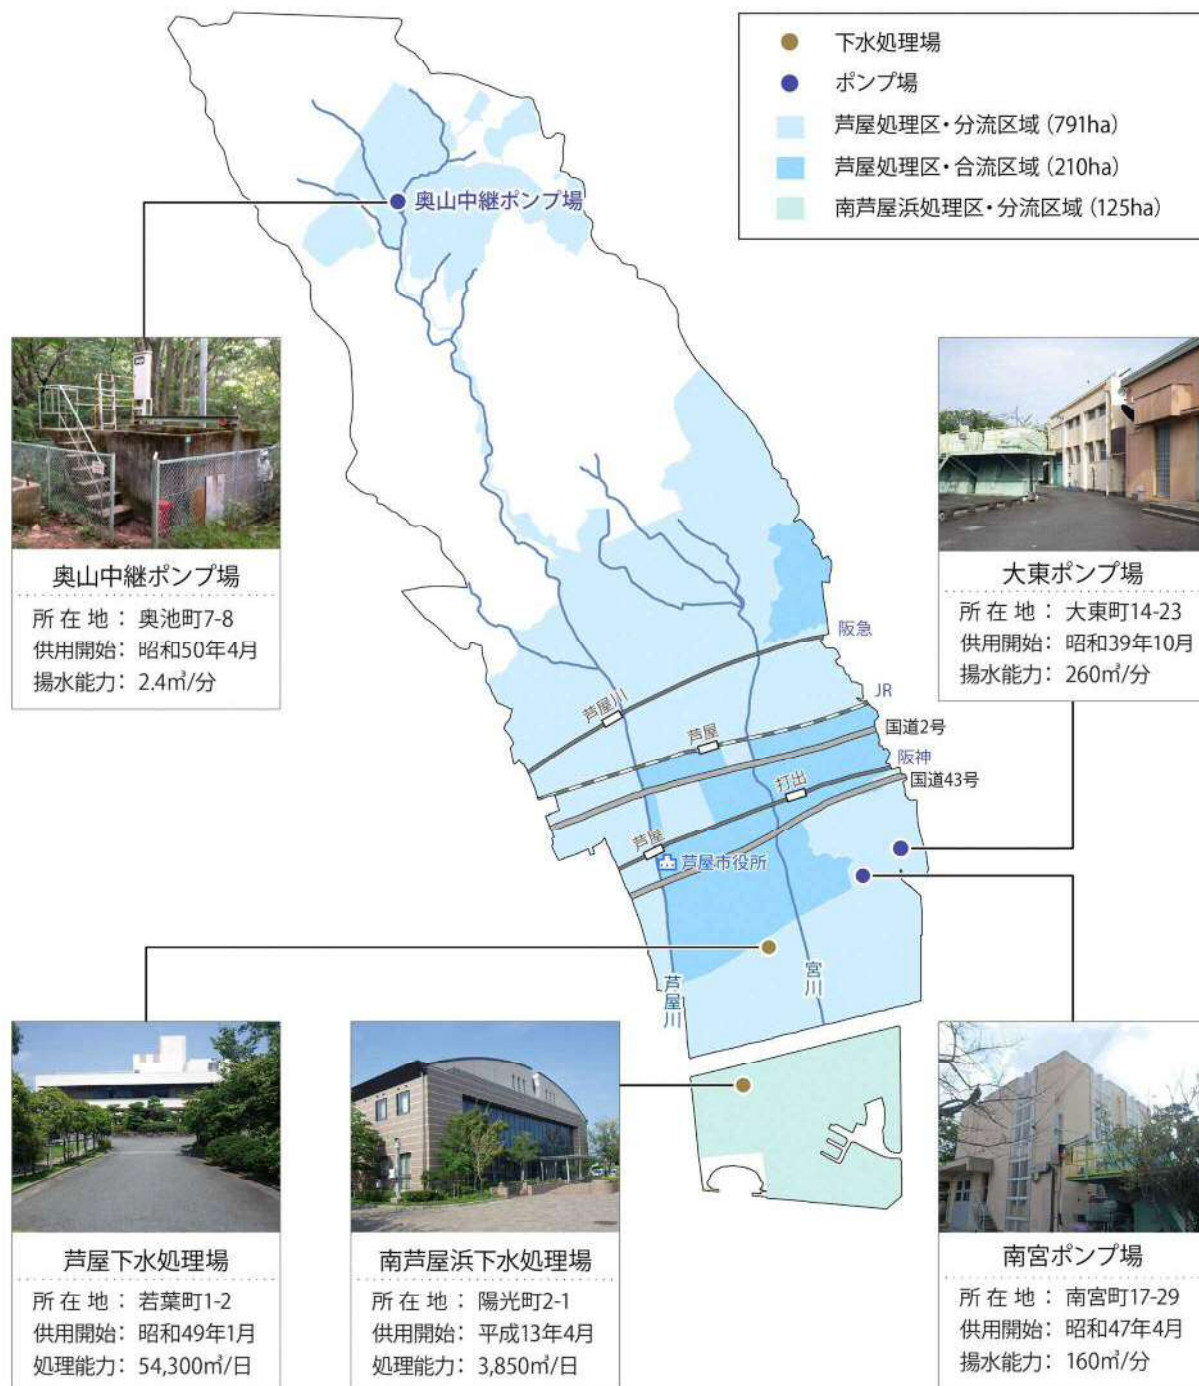 下水処理場
ポンプ場
芦屋処理区・分流区域 (791ha)
芦屋処理区・合流区域 (210ha)
南芦屋浜処理区・分流区域 (125ha)
奥山中継ポンプ場
奥山中継ポンプ場
所在地：奥池町7-8
供用開始：昭和50年4月
揚水能力：2.4㎥/分
大東ポンプ場
所在地：大東町14-23
供用開始：昭和39年10月
揚水能力：260㎥/分
阪急
芦屋川
JR
芦屋
国道2号
阪神
打出
国道43号
芦屋
芦屋市役所
芦屋川
宮川
芦屋下水処理場
所在地：若葉町1-2
供用開始：昭和49年1月
処理能力：54,300㎥/日
南芦屋浜下水処理場
所在地：陽光町2-1
供用開始：平成13年4月
処理能力：3,850㎥/日
南宮ポンプ場
所在地：南宮町17-29
供用開始：昭和47年4月
揚水能力：160㎥/分